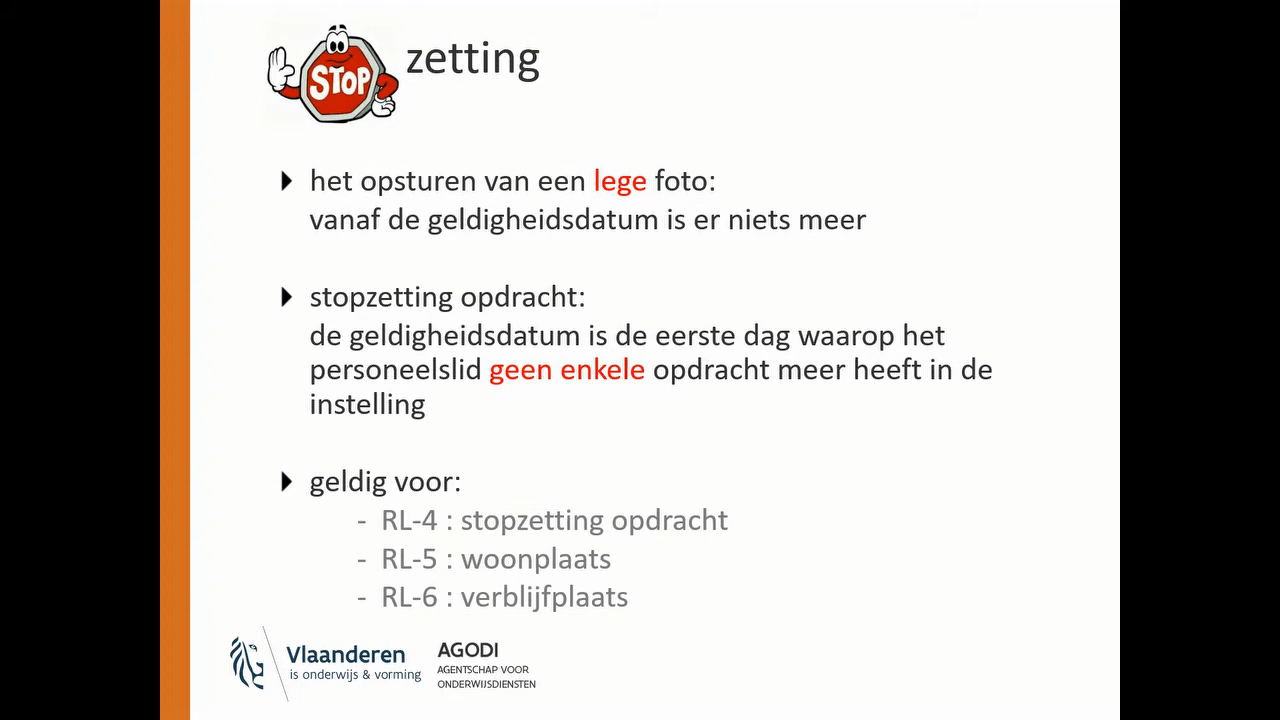 STOP zetting
het opsturen van een lege foto:
vanaf de geldigheidsdatum is er niets meer
stopzetting opdracht:
de geldigheidsdatum is de eerste dag waarop het
personeelslid geen enkele opdracht meer heeft in de
instelling
geldig voor:
- RL-4 : stopzetting opdracht
- RL-5 : woonplaats
- RL-6 : verblijfplaats
Vlaanderen
is onderwijs & vorming
AGODI
AGENTSCHAP VOOR
ONDERWIJSDIENSTEN